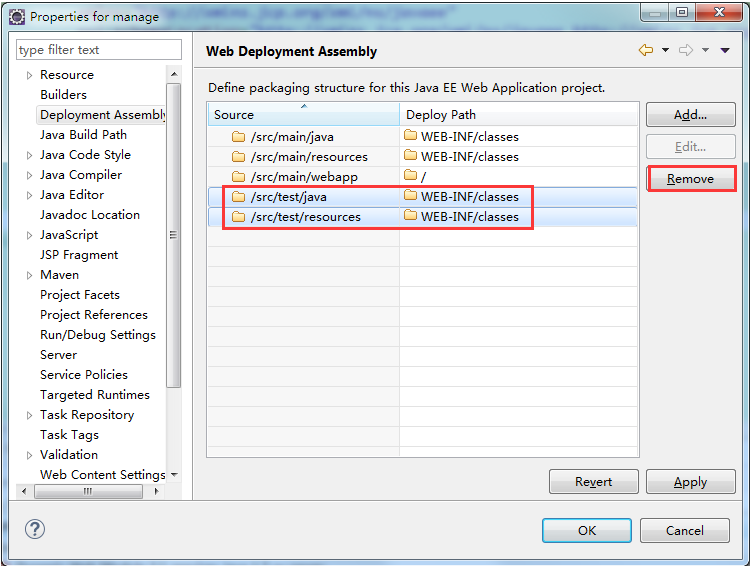 Properties for manage
type filter text
Resource
Builders
Deployment Assembly
Java Build Path
Java Code Style
Java Compiler
Java Editor
Javadoc Location
JavaScript
JSP Fragment
Maven
Project Facets
Project References
Run/Debug Settings
Server
Service Policies
Targeted Runtimes
Task Repository
Task Tags
Validation
Web Content Settings
Web Deployment Assembly
Define packaging structure for this Java EE Web Application project.
Source Deploy Path
/src/main/java WEB-INF/classes
/src/main/resources WEB-INF/classes
/src/main/webapp /
/src/test/java WEB-INF/classes
/src/test/resources WEB-INF/classes
Add...
Edit...
Remove
Revert Apply
? OK Cancel